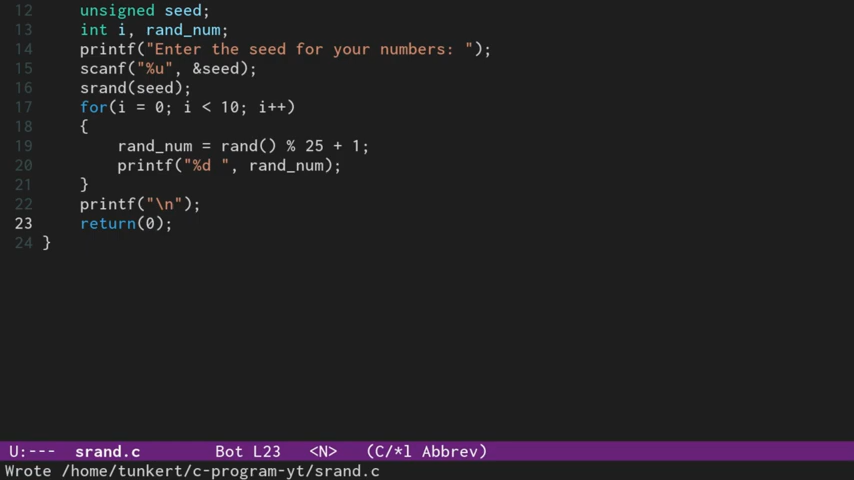 12     unsigned seed;
13     int i, rand_num;
14     printf("Enter the seed for your numbers: ");
15     scanf("%u", &seed);
16     srand(seed);
17     for(i = 0; i < 10; i++)
18     {
19         rand_num = rand() % 25 + 1;
20         printf("%d ", rand_num);
21     }
22     printf("\n");
23     return(0);
24 }
U:---  srand.c        Bot L23   <N>   (C/*l Abbrev)
Wrote /home/tunkert/c-program-yt/srand.c